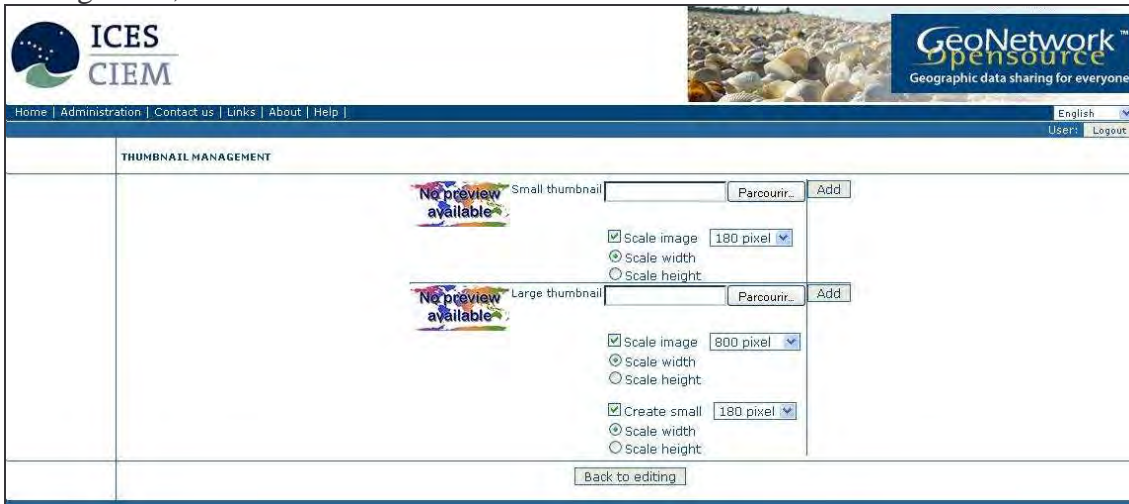 ICES
CIEM
GeoNetwork ™
Opensource
Geographic data sharing for everyone
Home | Administration | Contact us | Links | About | Help |
English
User: Logout
THUMBNAIL MANAGEMENT
No preview available
Small thumbnail Parcourir... Add
Scale image 180 pixel
Scale width
Scale height
No preview available
Large thumbnail Parcourir... Add
Scale image 800 pixel
Scale width
Scale height
Create small 180 pixel
Scale width
Scale height
Back to editing